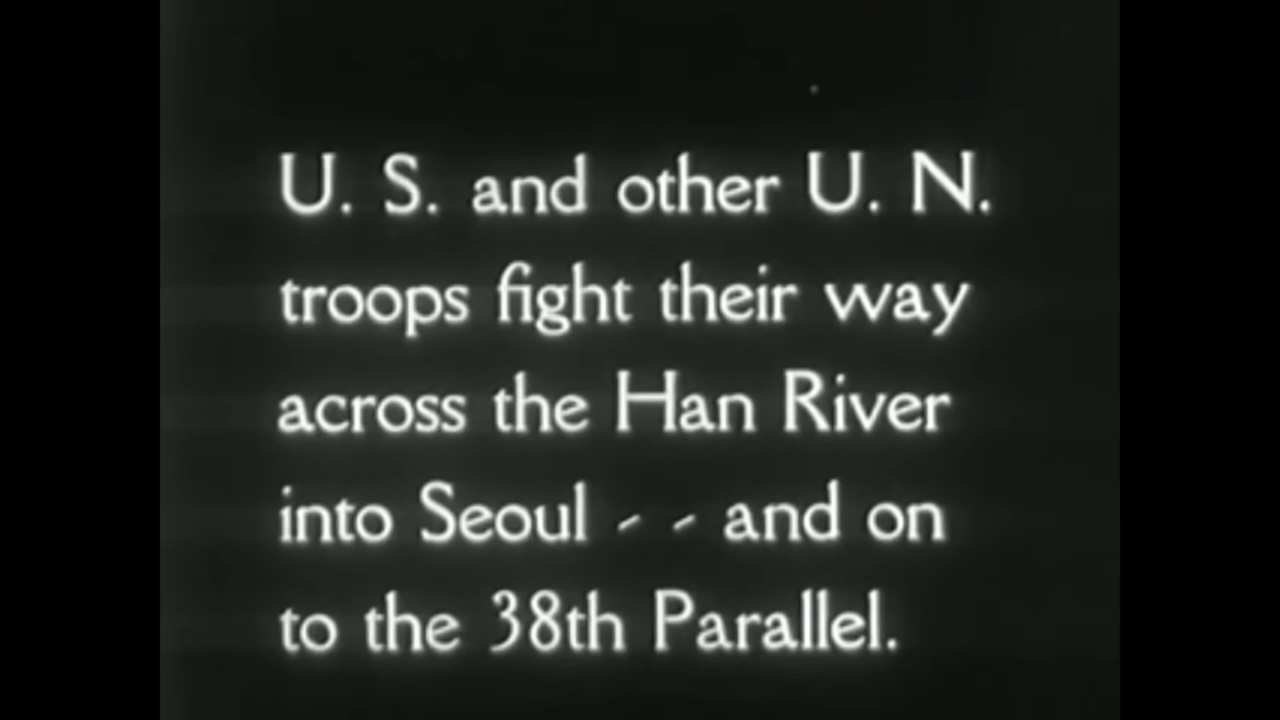 U. S. and other U. N.
troops fight their way
across the Han River
into Seoul - - and on
to the 38th Parallel.